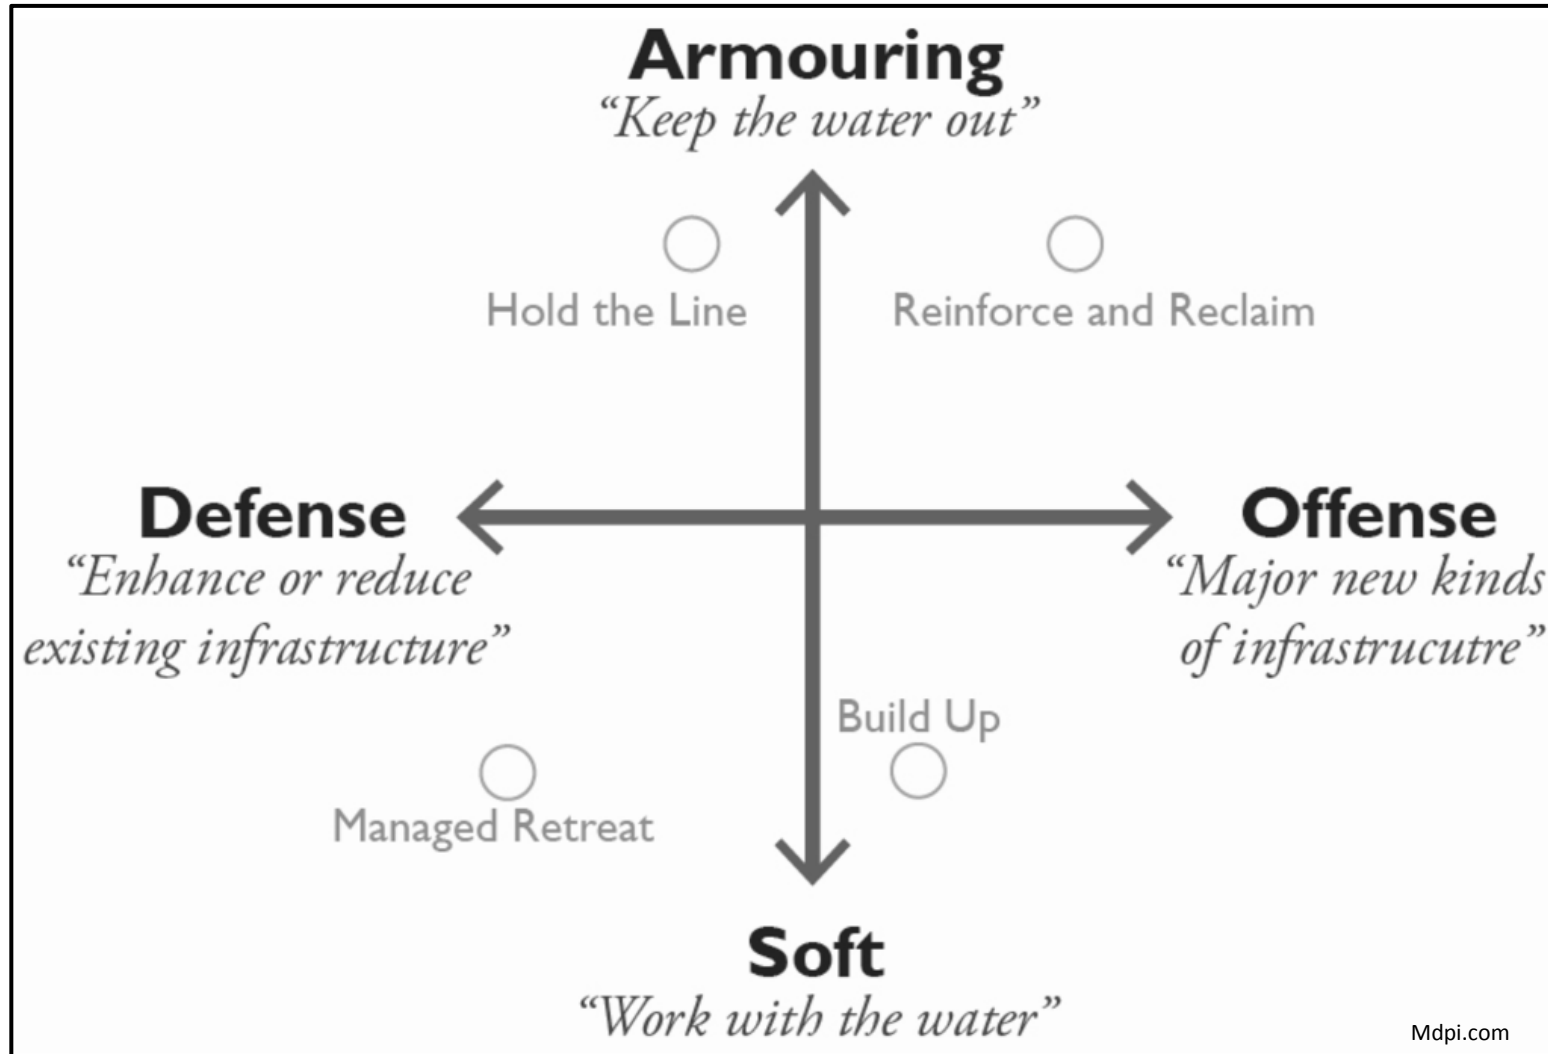 Armouring
“Keep the water out”
Hold the Line
Reinforce and Reclaim
Defense
“Enhance or reduce
existing infrastructure”
Offense
“Major new kinds
of infrastrucutre”
Build Up
Managed Retreat
Soft
“Work with the water”
Mdpi.com